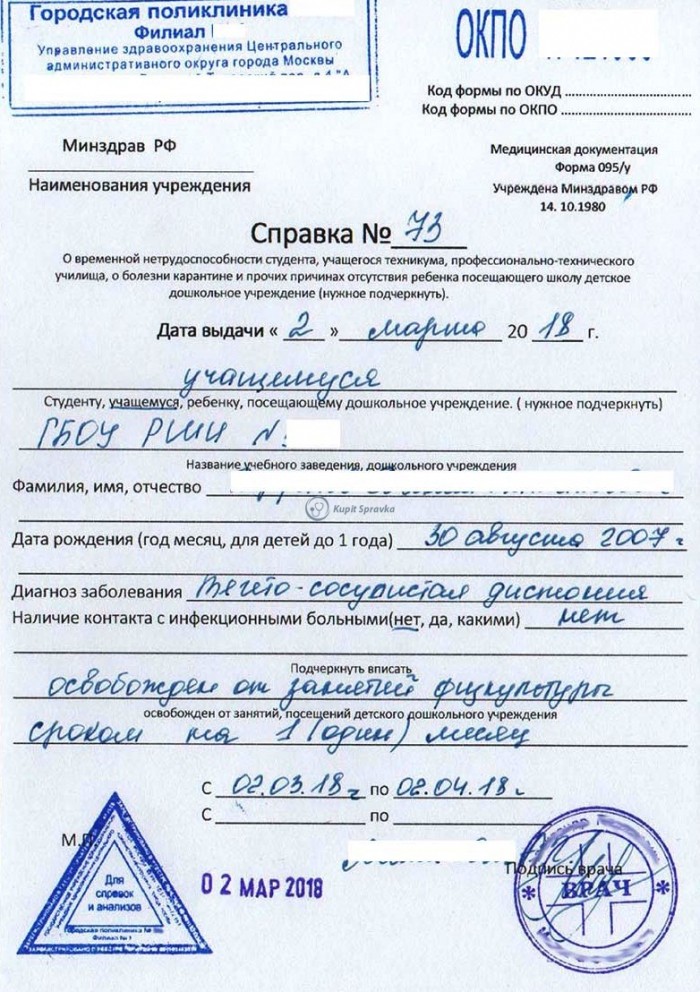 Городская поликлиника
Филиал
Управление здравоохранения Центрального
административного округа города Москвы
ОКПО
Код формы по ОКУД
Код формы по ОКПО
Минздрав РФ
Наименования учреждения
Медицинская документация
Форма 095/у
Учреждена Минздравом РФ
14. 10.1980
Справка № 73
О временной нетрудоспособности студента, учащегося техникума, профессионально-технического
училища, о болезни карантине и прочих причинах отсутствия ребенка посещающего школу детское
дошкольное учреждение (нужное подчеркнуть).
Дата выдачи « 2 » марта 20 18 г.
учащемуся
Студенту, учащемуся, ребенку, посещающему дошкольное учреждение. ( нужное подчеркнуть)
ГБОУ РШИ №
Название учебного заведения, дошкольного учреждения
Фамилия, имя, отчество
Kupit Spravka
Дата рождения (год месяц, для детей до 1 года) 30 августа 2007 г
Диагноз заболевания Вегето-сосудистая дистония
Наличие контакта с инфекционными больными(нет, да, какими) нет
Подчеркнуть вписать
освобожден от занятий физкультуры
освобожден от занятий, посещений детского дошкольного учреждения
сроком на 1 (один) месяц
С 02.03.18 г по 02.04.18 г.
С по
М.П.
Подпись врача
Для
справок
и анализов
Городская поликлиника №
Филиал № 1
02 МАР 2018
* ВРАЧ *